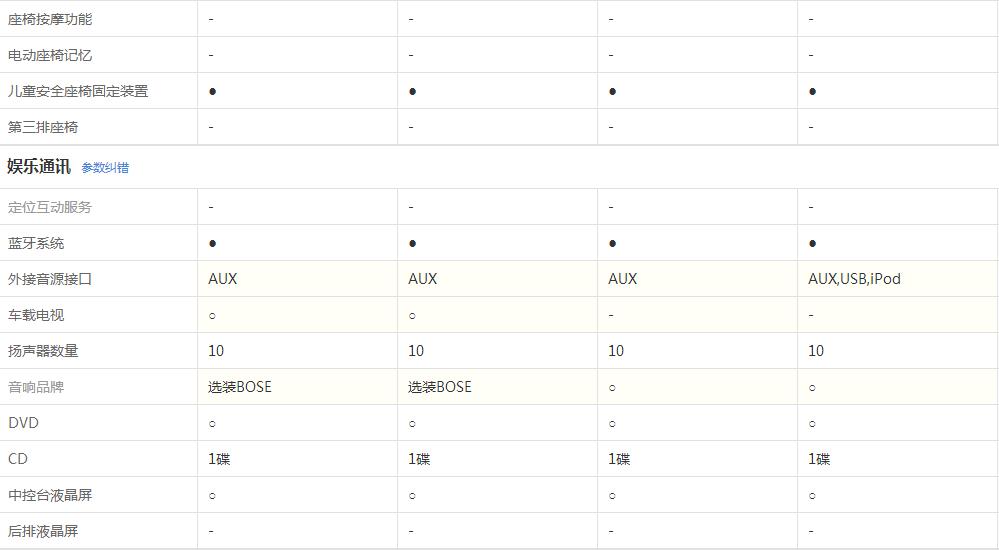 座椅按摩功能 - - - -
电动座椅记忆 - - - -
儿童安全座椅固定装置 ● ● ● ●
第三排座椅 - - - -
娱乐通讯 参数纠错
定位互动服务 - - - -
蓝牙系统 ● ● ● ●
外接音源接口 AUX AUX AUX AUX,USB,iPod
车载电视 ○ ○ - -
扬声器数量 10 10 10 10
音响品牌 选装BOSE 选装BOSE ○ ○
DVD ○ ○ ○ ○
CD 1碟 1碟 1碟 1碟
中控台液晶屏 ○ ○ ○ ○
后排液晶屏 - - - -